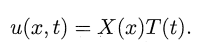 u(x, t) = X(x)T(t).